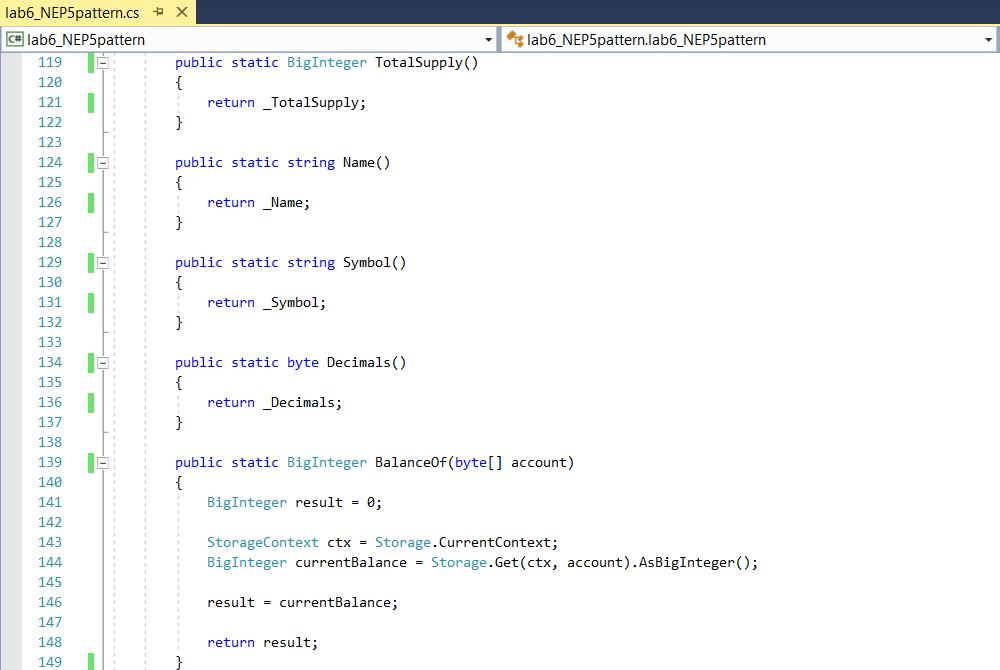 lab6_NEP5pattern.cs
C# lab6_NEP5pattern lab6_NEP5pattern.lab6_NEP5pattern
119 public static BigInteger TotalSupply()
120 {
121 return _TotalSupply;
122 }
123
124 public static string Name()
125 {
126 return _Name;
127 }
128
129 public static string Symbol()
130 {
131 return _Symbol;
132 }
133
134 public static byte Decimals()
135 {
136 return _Decimals;
137 }
138
139 public static BigInteger BalanceOf(byte[] account)
140 {
141 BigInteger result = 0;
142
143 StorageContext ctx = Storage.CurrentContext;
144 BigInteger currentBalance = Storage.Get(ctx, account).AsBigInteger();
145
146 result = currentBalance;
147
148 return result;
149 }